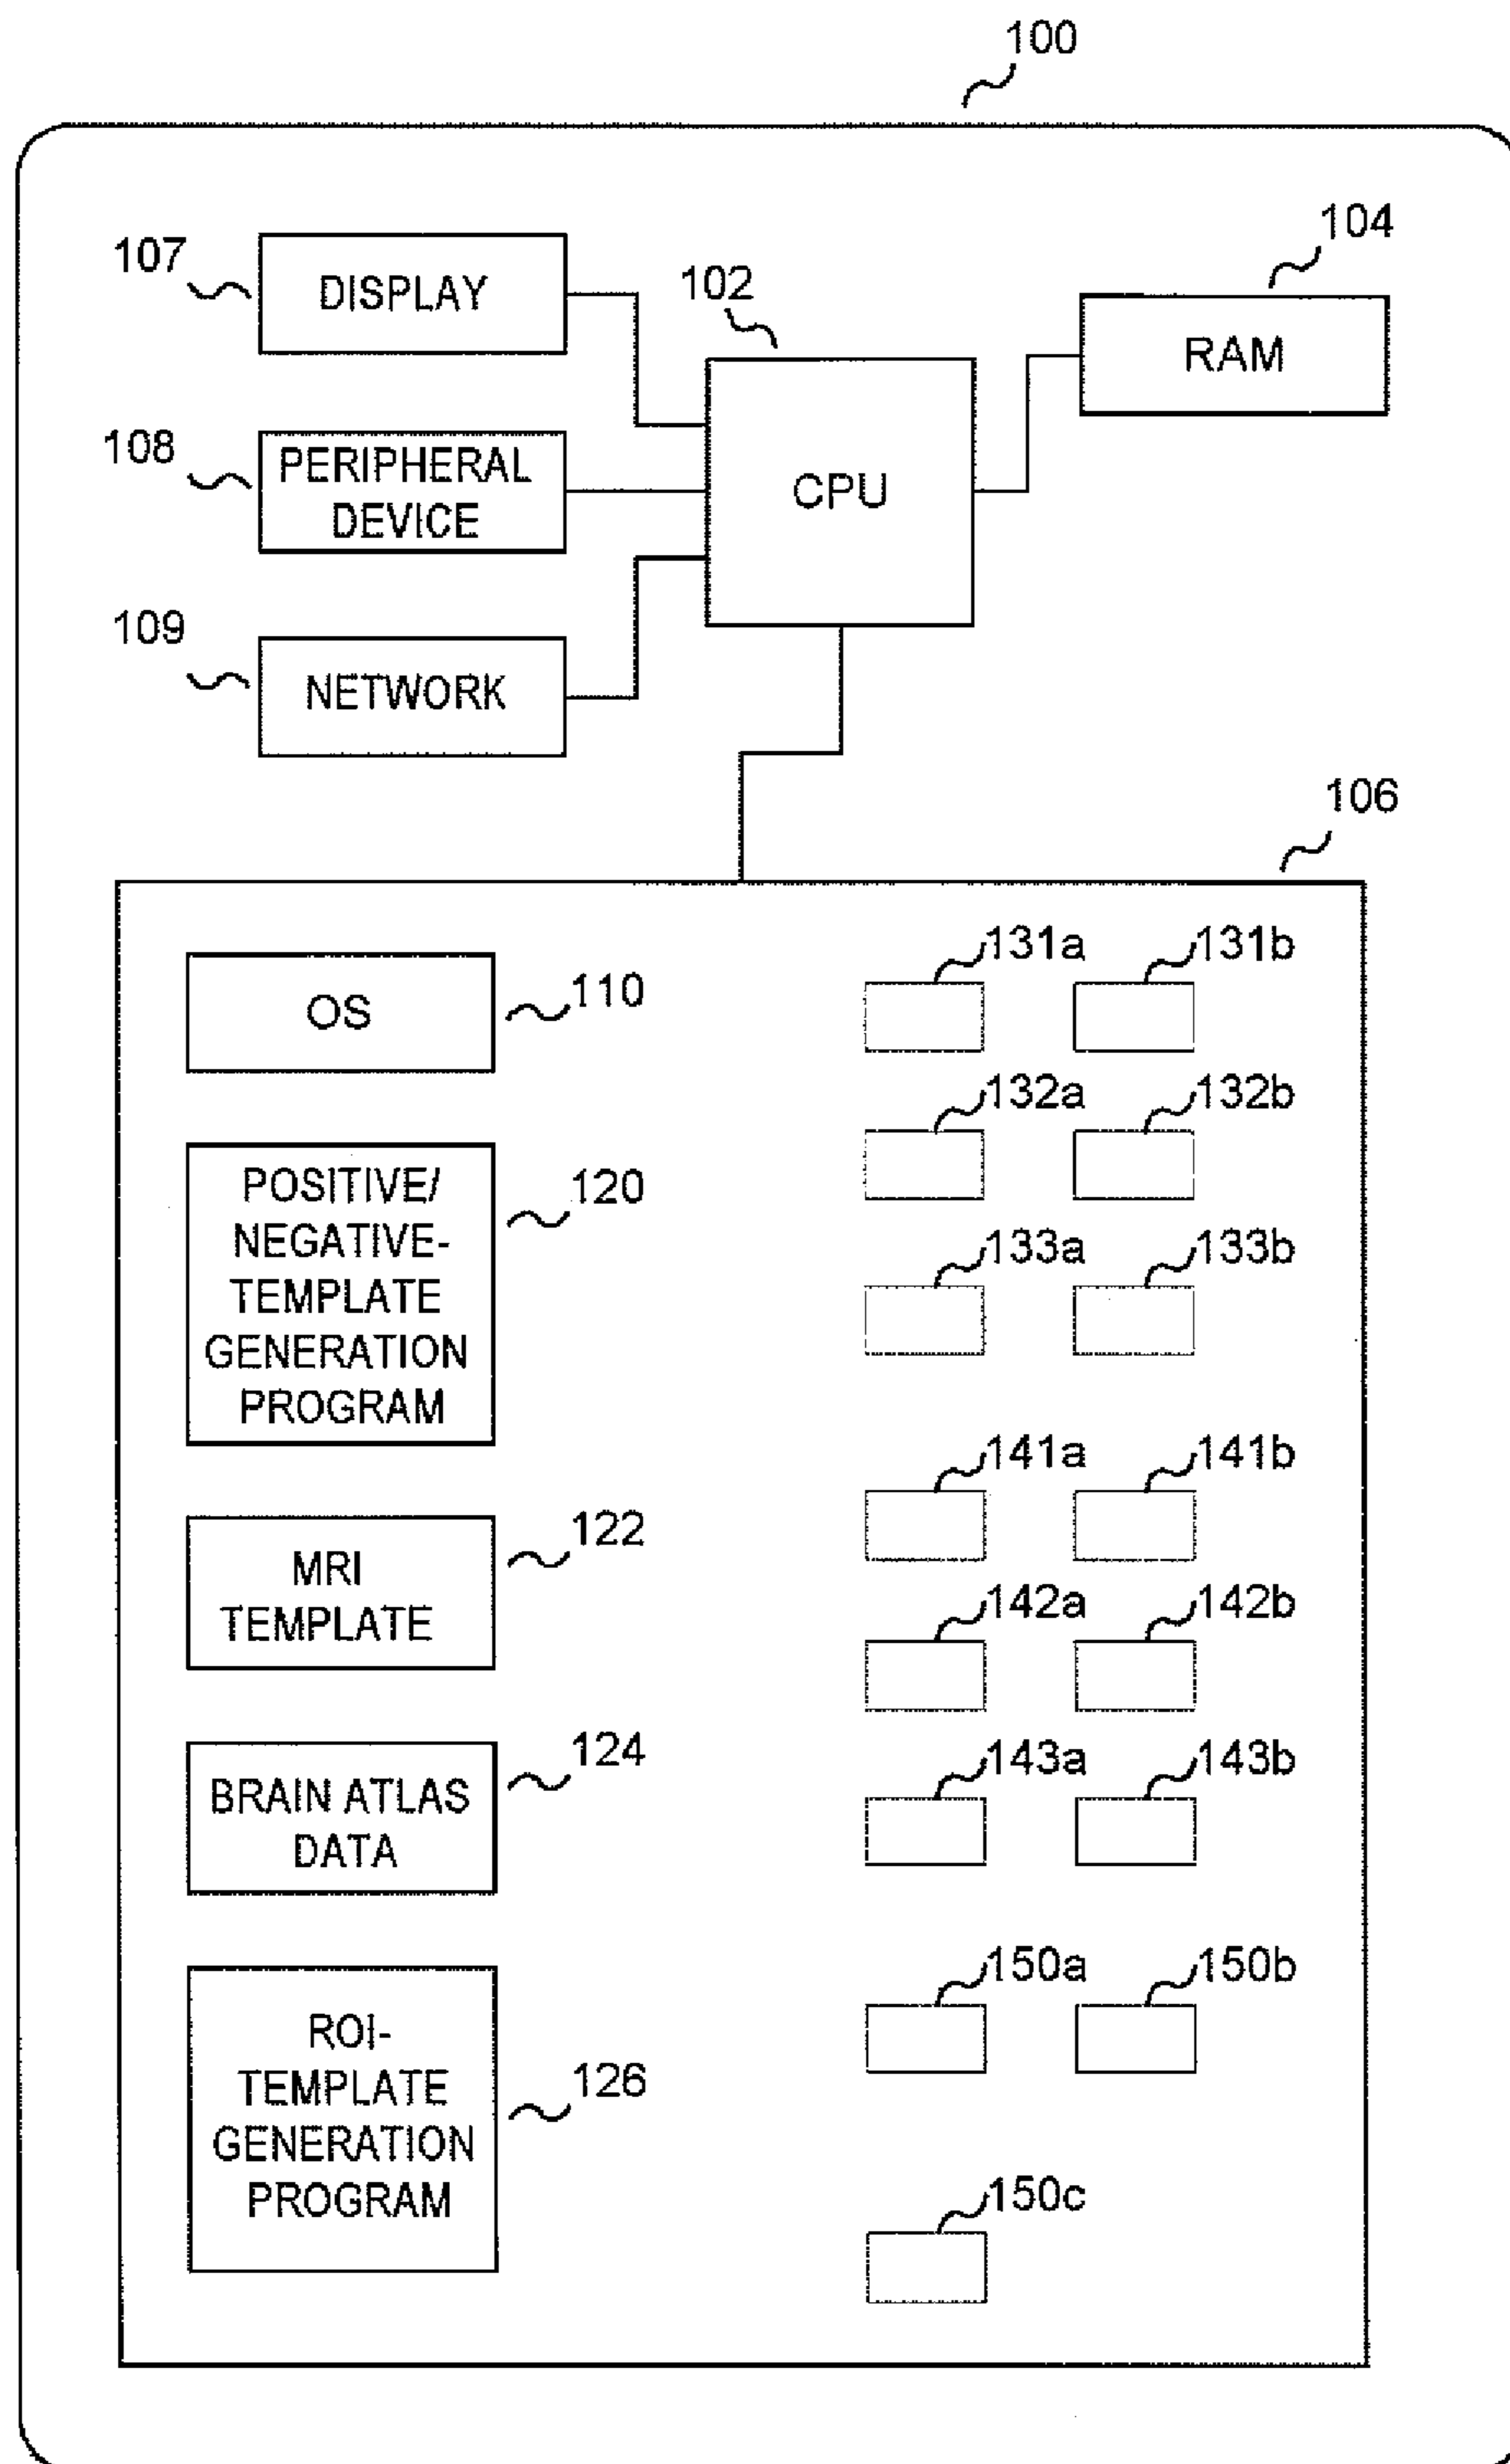 100
104
107
DISPLAY
102
RAM
108
PERIPHERAL
DEVICE
CPU
109
NETWORK
106
131a
131b
OS
110
132a
132b
POSITIVE/
NEGATIVE-
TEMPLATE
GENERATION
PROGRAM
120
133a
133b
141a
141b
MRI
TEMPLATE
122
142a
142b
BRAIN ATLAS
DATA
124
143a
143b
150a
150b
ROI-
TEMPLATE
GENERATION
PROGRAM
126
150c